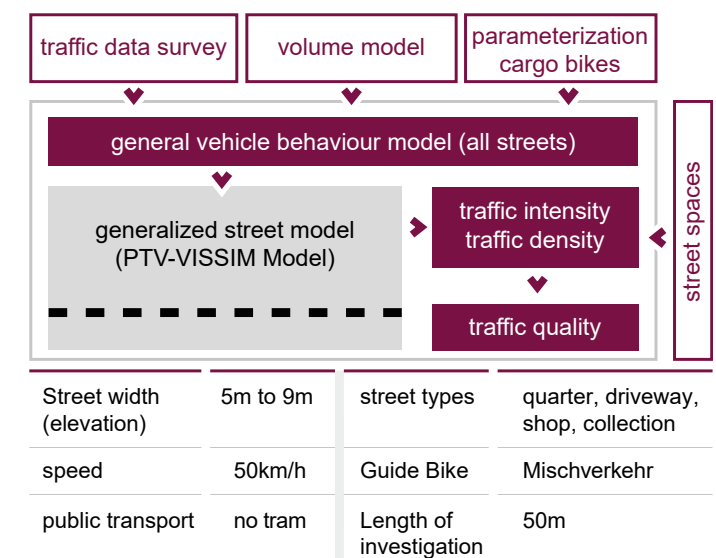 traffic data survey
volume model
parameterization
cargo bikes
general vehicle behaviour model (all streets)
generalized street model
(PTV-VISSIM Model)
traffic intensity
traffic density
traffic quality
street spaces
Street width
(elevation)
5m to 9m
street types
quarter, driveway,
shop, collection
speed
50km/h
Guide Bike
Mischverkehr
public transport
no tram
Length of
investigation
50m